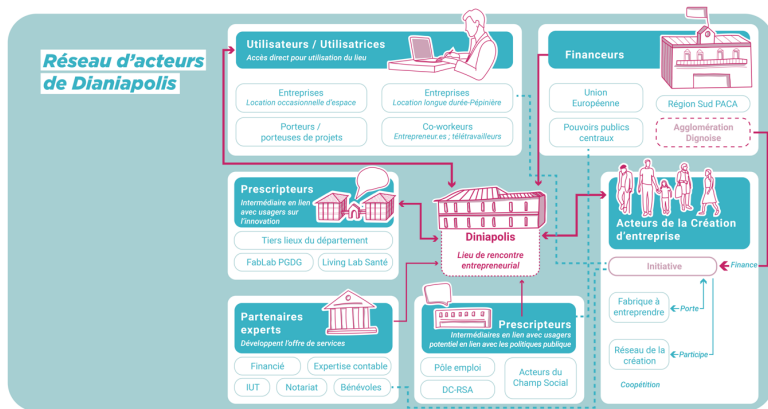 Réseau d'acteurs
de Dianiapolis
Utilisateurs / Utilisatrices
Accès direct pour utilisation du lieu
Entreprises
Location occasionnelle d'espace
Entreprises
Location longue durée-Pépinière
Porteurs /
porteuses de projets
Co-workeurs
Entrepreneur.es ; télétravailleurs
Financeurs
Union
Européenne
Région Sud PACA
Pouvoirs publics
centraux
Agglomération
Dignoise
Prescripteurs
Intermédiaire en lien
avec usagers sur
l'innovation
Tiers lieux du département
FabLab PGDG
Living Lab Santé
Diniapolis
Lieu de rencontre
entrepreneurial
Acteurs de la Création
d'entreprise
Initiative
Finance
Fabrique à
entreprendre
Porte
Réseau de la
création
Participe
Coopétition
Partenaires
experts
Développent l'offre de services
Financié
Expertise contable
IUT
Notariat
Bénévoles
Prescripteurs
Intermédiaires en lien avec usagers
potentiel en lien avec les politiques publique
Pôle emploi
DC-RSA
Acteurs du
Champ Social